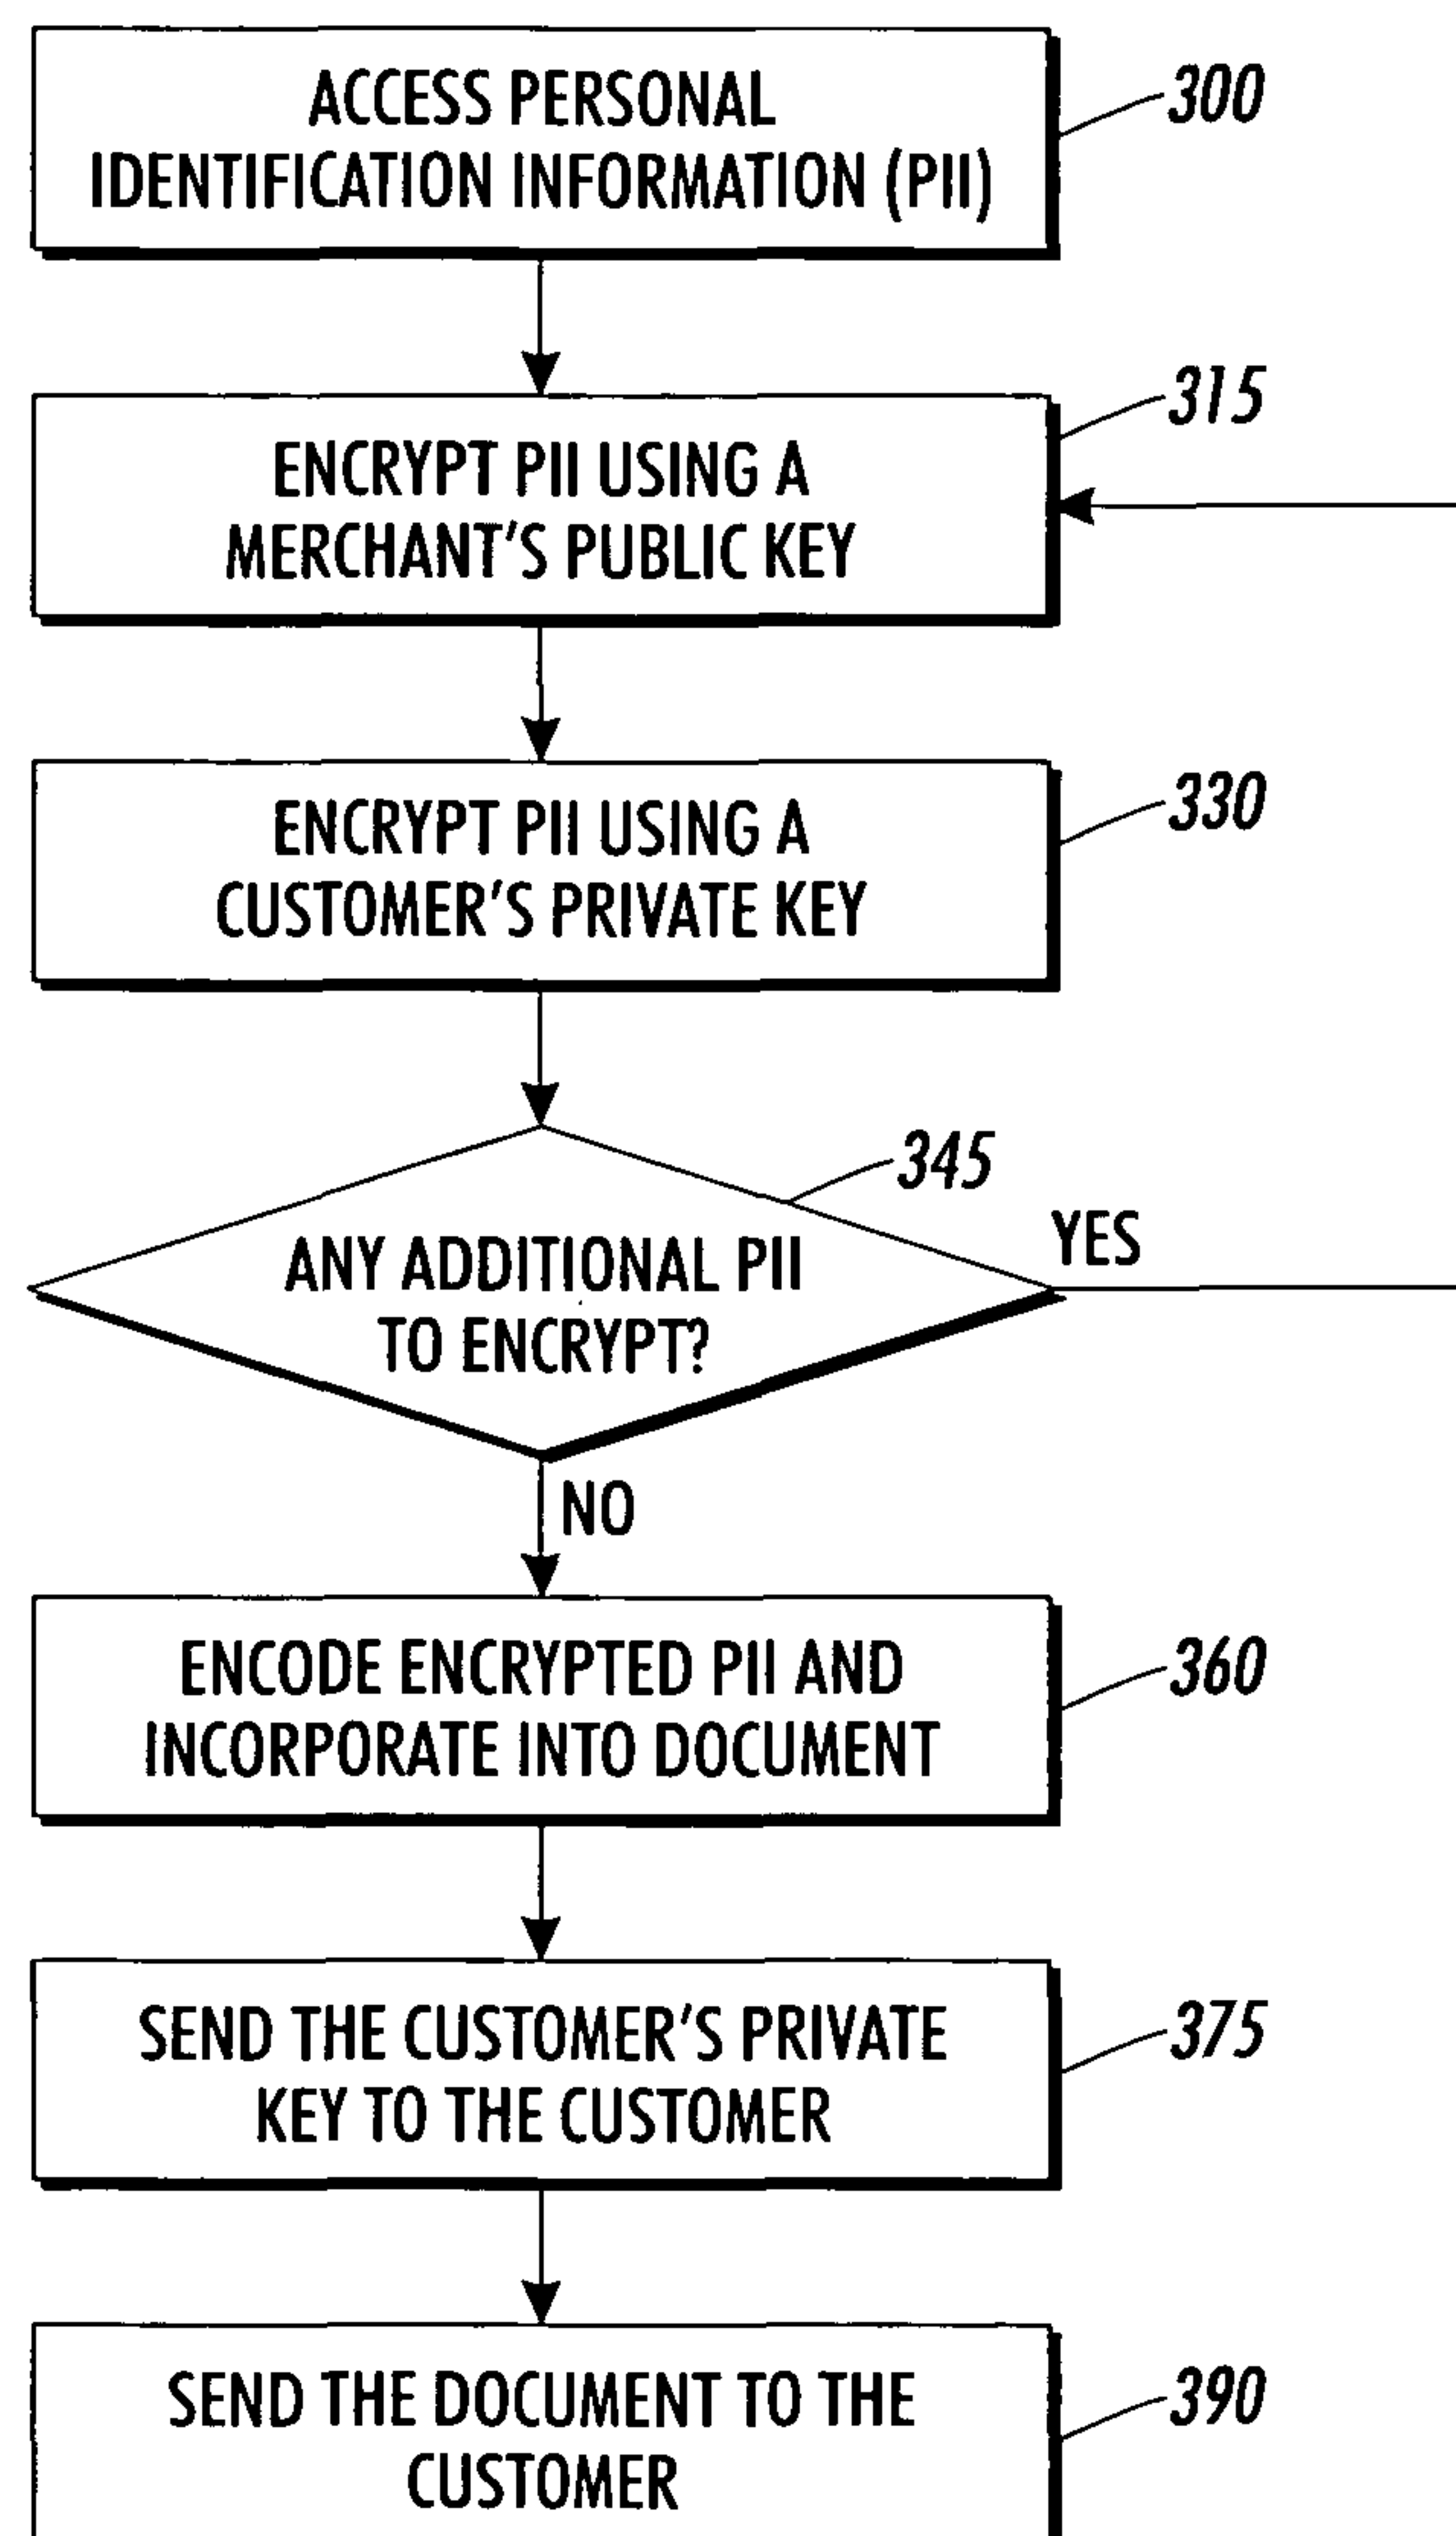 ACCESS PERSONAL
IDENTIFICATION INFORMATION (PII)
300
ENCRYPT PII USING A
MERCHANT'S PUBLIC KEY
315
ENCRYPT PII USING A
CUSTOMER'S PRIVATE KEY
330
ANY ADDITIONAL PII
TO ENCRYPT?
345
YES
NO
ENCODE ENCRYPTED PII AND
INCORPORATE INTO DOCUMENT
360
SEND THE CUSTOMER'S PRIVATE
KEY TO THE CUSTOMER
375
SEND THE DOCUMENT TO THE
CUSTOMER
390